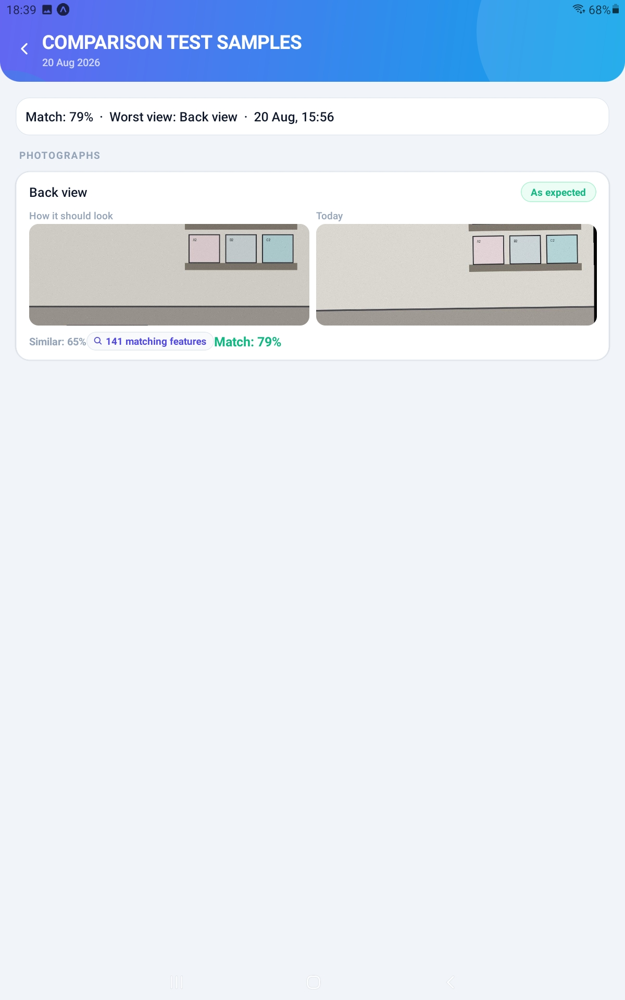 18:39
68%
COMPARISON TEST SAMPLES
20 Aug 2026
Match: 79% · Worst view: Back view · 20 Aug, 15:56
PHOTOGRAPHS
Back view
As expected
How it should look
Today
A2 B2 C2
A2 B2 C2
Similar: 65% 141 matching features Match: 79%